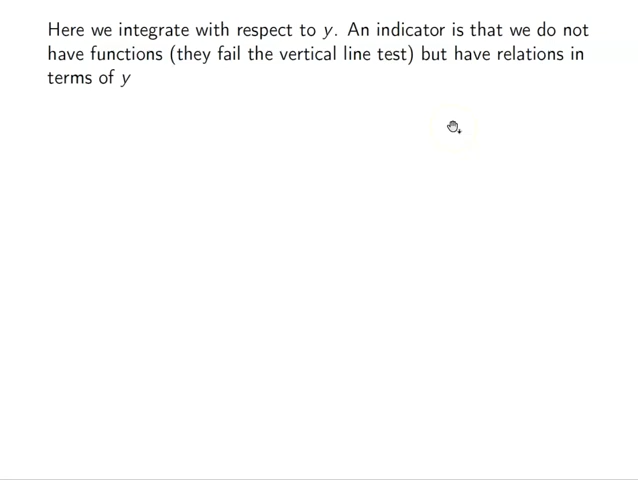 Here we integrate with respect to y. An indicator is that we do not
have functions (they fail the vertical line test) but have relations in
terms of y